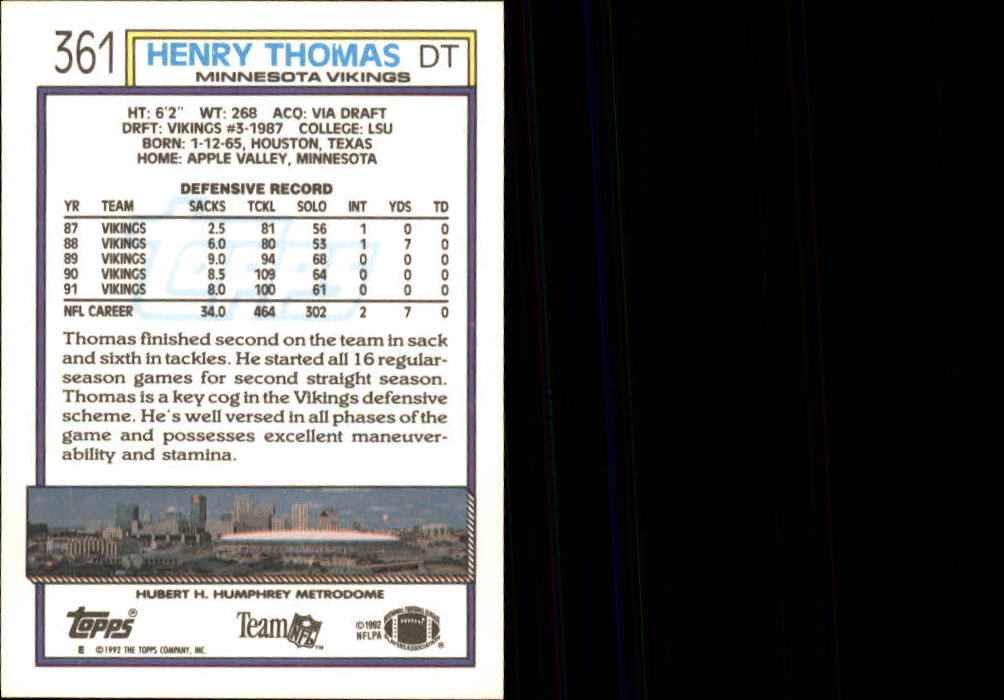 361 HENRY THOMAS DT
MINNESOTA VIKINGS
HT: 6'2" WT: 268 ACQ: VIA DRAFT
DRFT: VIKINGS #3-1987 COLLEGE: LSU
BORN: 1-12-65, HOUSTON, TEXAS
HOME: APPLE VALLEY, MINNESOTA
DEFENSIVE RECORD
YR TEAM SACKS TCKL SOLO INT YDS TD
87 VIKINGS 2.5 81 56 1 0 0
88 VIKINGS 6.0 80 53 1 7 0
89 VIKINGS 9.0 94 68 0 0 0
90 VIKINGS 8.5 109 64 0 0 0
91 VIKINGS 8.0 100 61 0 0 0
NFL CAREER 34.0 464 302 2 7 0
Thomas finished second on the team in sack
and sixth in tackles. He started all 16 regular-
season games for second straight season.
Thomas is a key cog in the Vikings defensive
scheme. He's well versed in all phases of the
game and possesses excellent maneuver-
ability and stamina.
HUBERT H. HUMPHREY METRODOME
Topps® Team NFL™ ©1992
NFLPA
E ©1992 THE TOPPS COMPANY, INC.